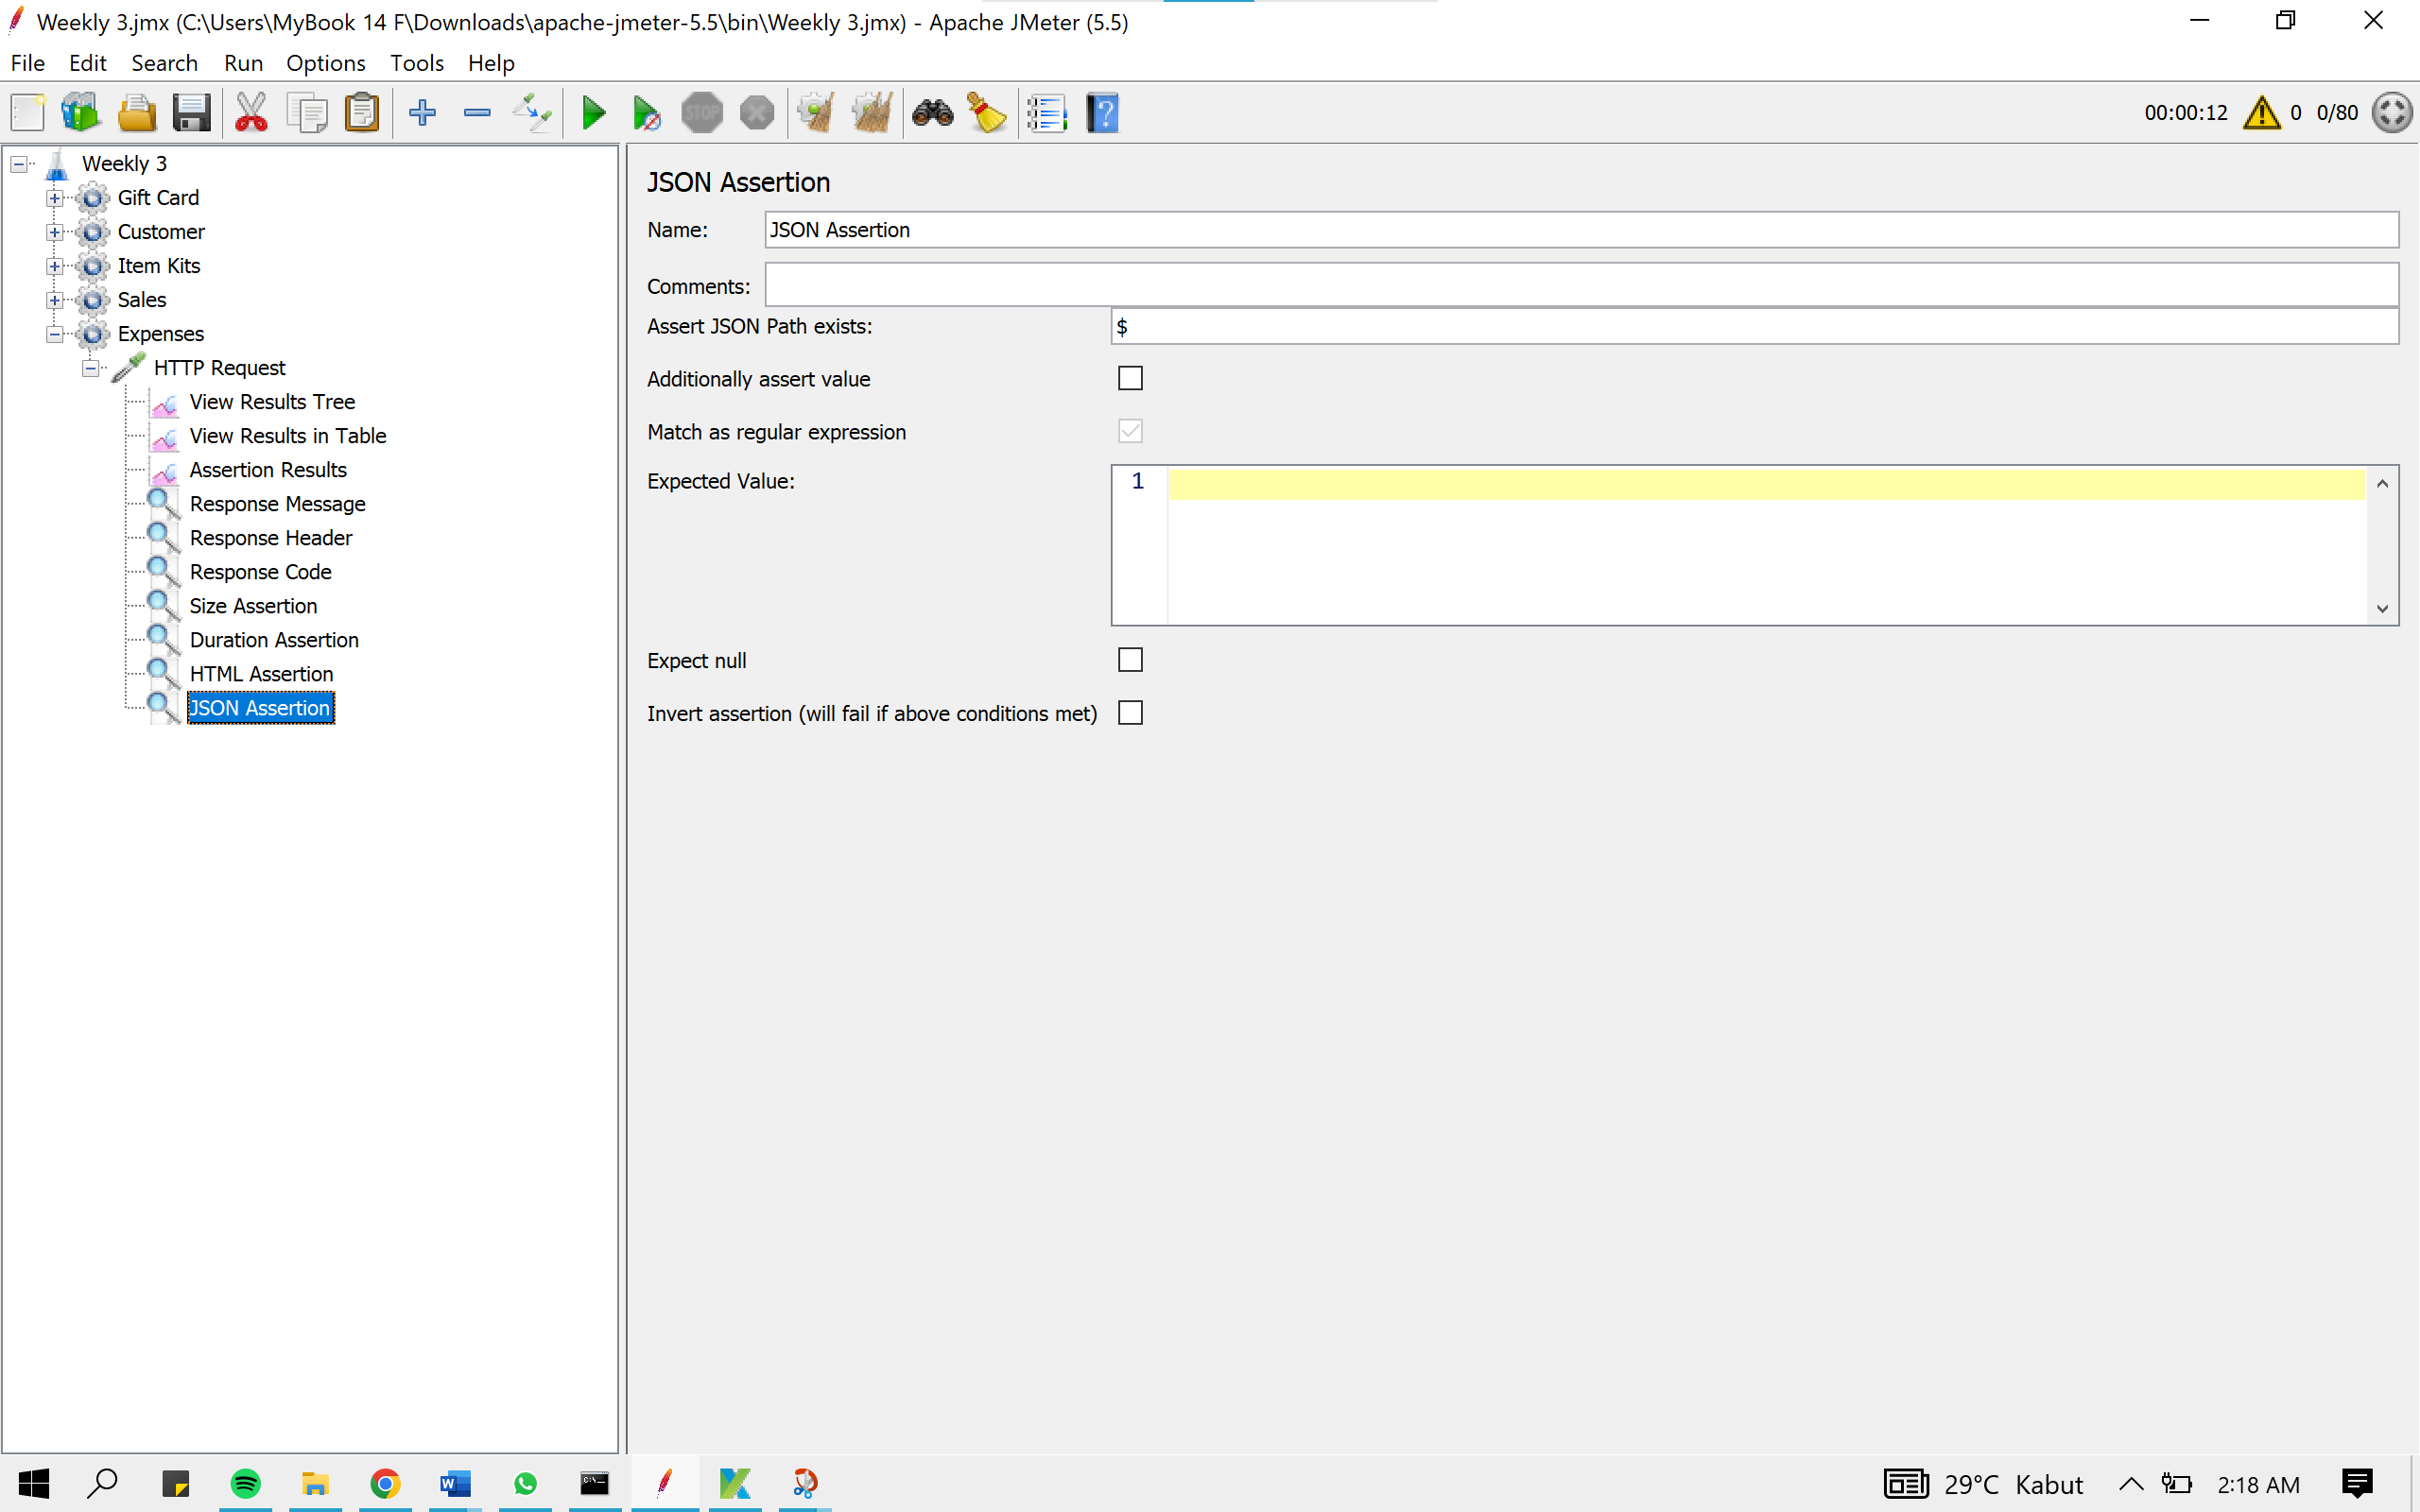 Weekly 3.jmx (C:\Users\MyBook 14 F\Downloads\apache-jmeter-5.5\bin\Weekly 3.jmx) - Apache JMeter (5.5)
File Edit Search Run Options Tools Help
STOP 00:00:12 0 0/80
Weekly 3
Gift Card
Customer
Item Kits
Sales
Expenses
HTTP Request
View Results Tree
View Results in Table
Assertion Results
Response Message
Response Header
Response Code
Size Assertion
Duration Assertion
HTML Assertion
JSON Assertion
JSON Assertion
Name: JSON Assertion
Comments:
Assert JSON Path exists: $
Additionally assert value
Match as regular expression
Expected Value: 1
Expect null
Invert assertion (will fail if above conditions met)
29°C Kabut 2:18 AM